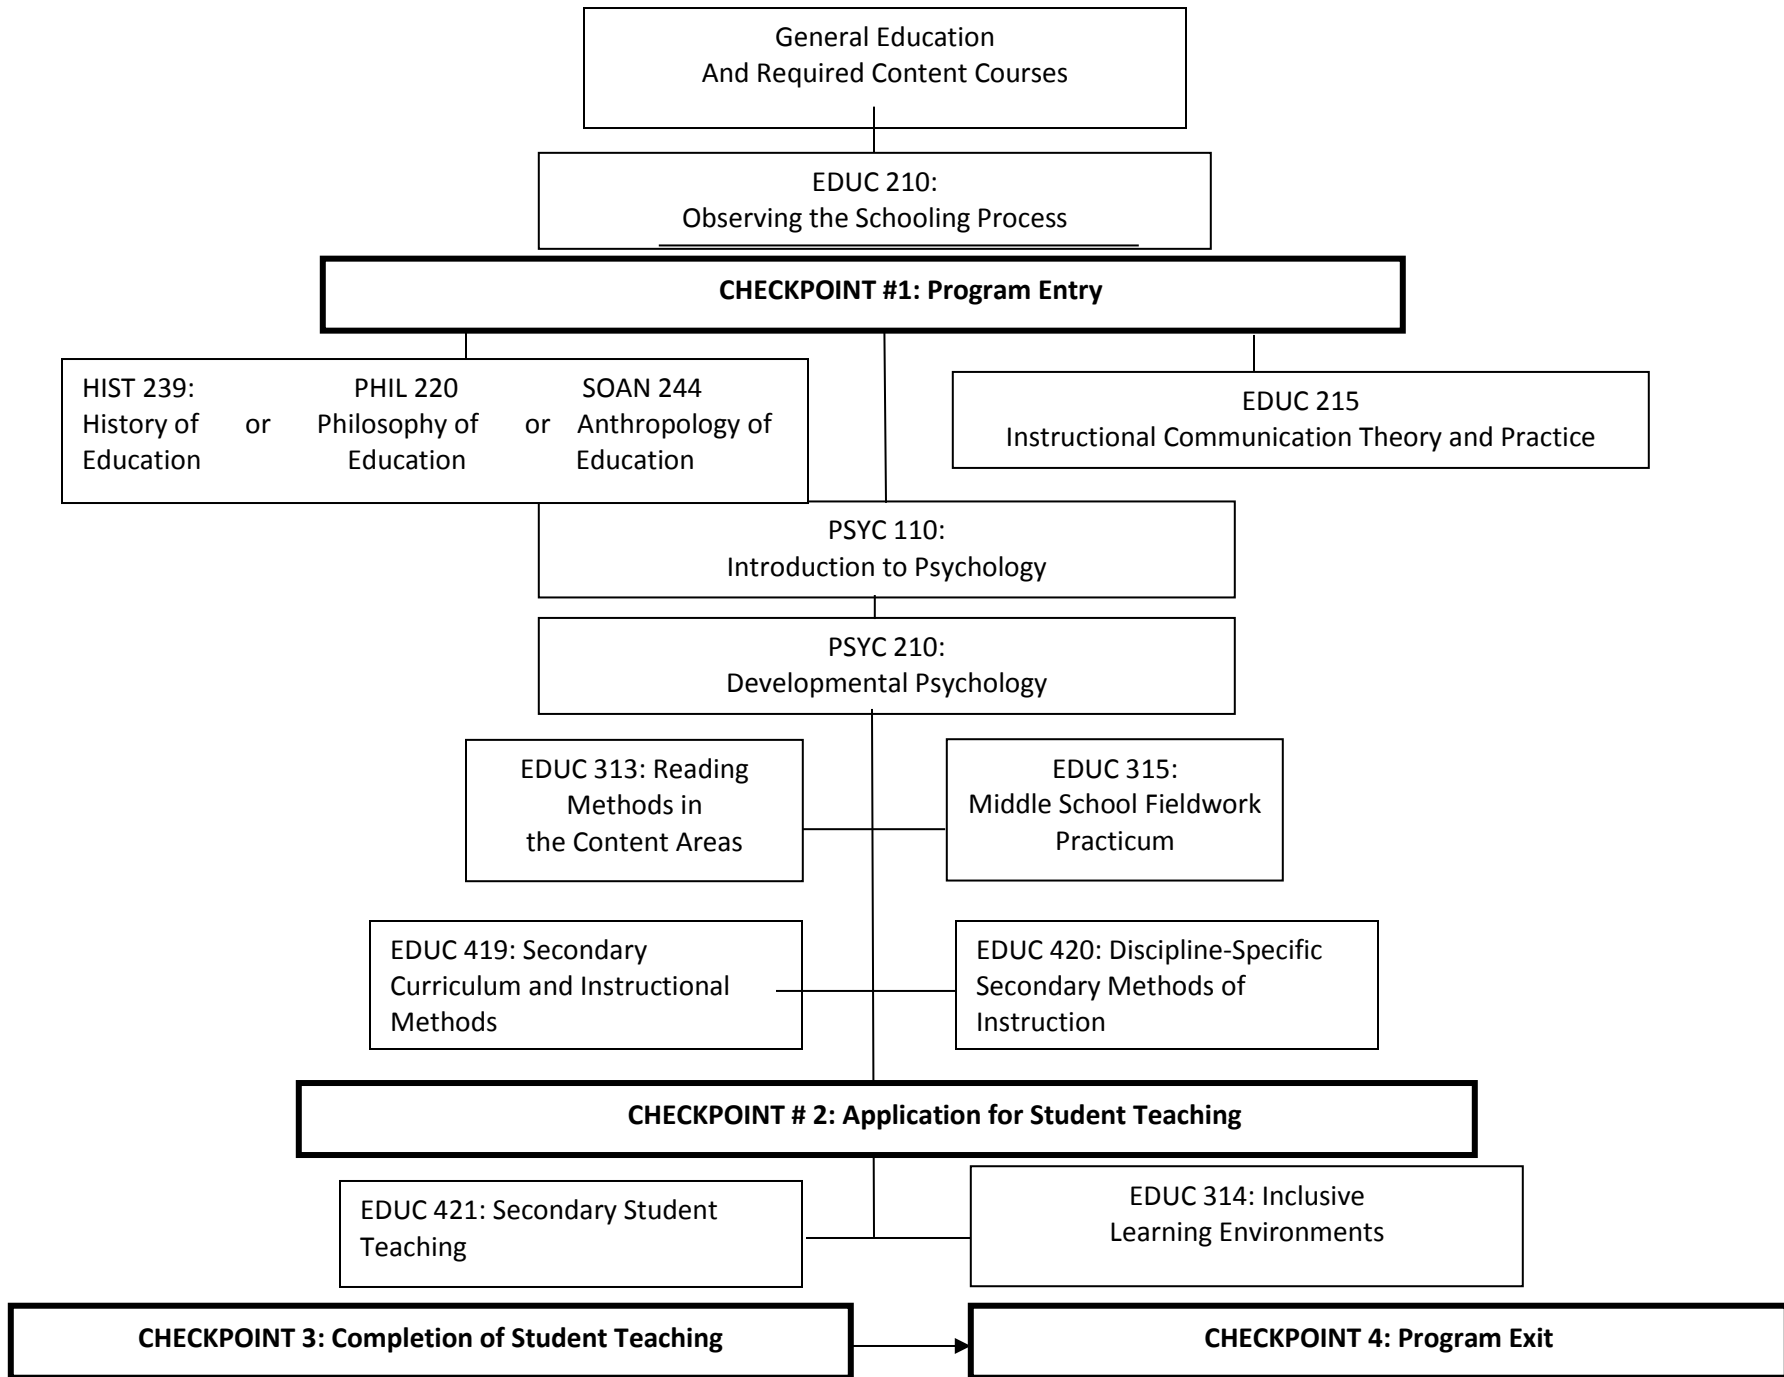 General Education
And Required Content Courses
EDUC 210:
Observing the Schooling Process
CHECKPOINT #1: Program Entry
HIST 239: PHIL 220 SOAN 244
History of or Philosophy of or Anthropology of
Education Education Education
EDUC 215
Instructional Communication Theory and Practice
PSYC 110:
Introduction to Psychology
PSYC 210:
Developmental Psychology
EDUC 313: Reading
Methods in
the Content Areas
EDUC 315:
Middle School Fieldwork
Practicum
EDUC 419: Secondary
Curriculum and Instructional
Methods
EDUC 420: Discipline-Specific
Secondary Methods of
Instruction
CHECKPOINT # 2: Application for Student Teaching
EDUC 421: Secondary Student
Teaching
EDUC 314: Inclusive
Learning Environments
CHECKPOINT 3: Completion of Student Teaching
CHECKPOINT 4: Program Exit